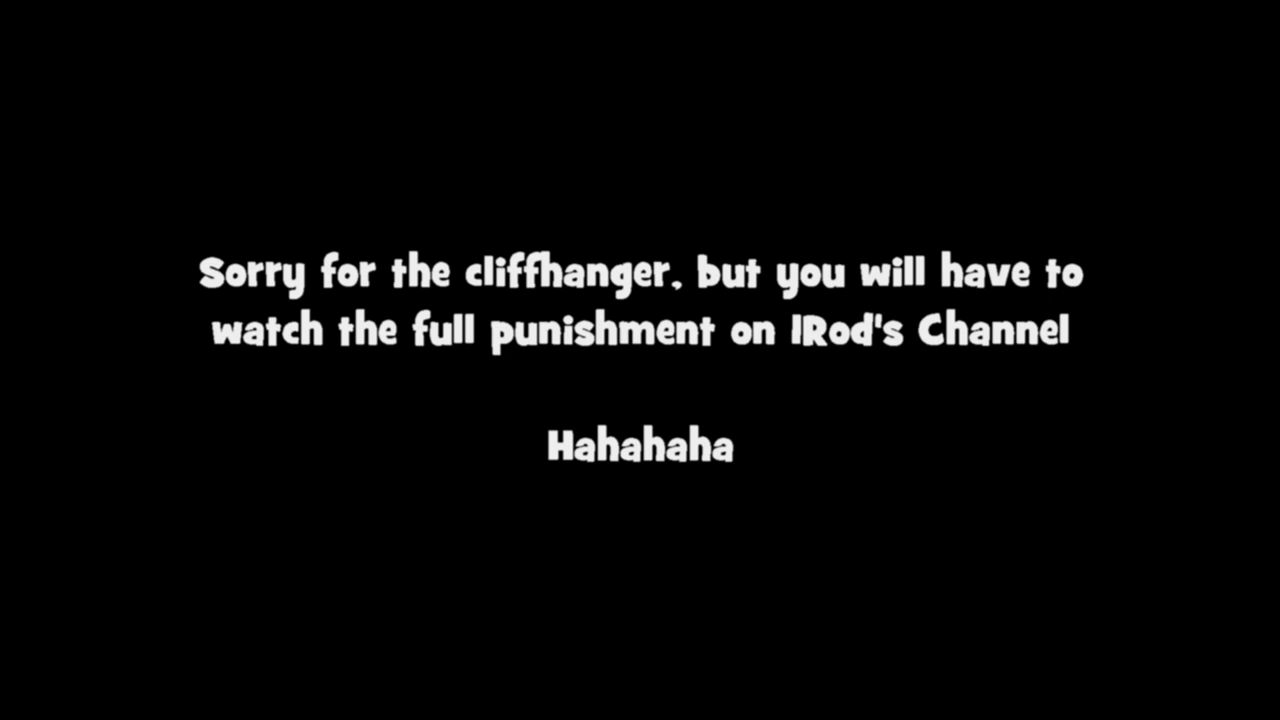 Sorry for the cliffhanger, but you will have to
watch the full punishment on IRod's Channel
Hahahaha